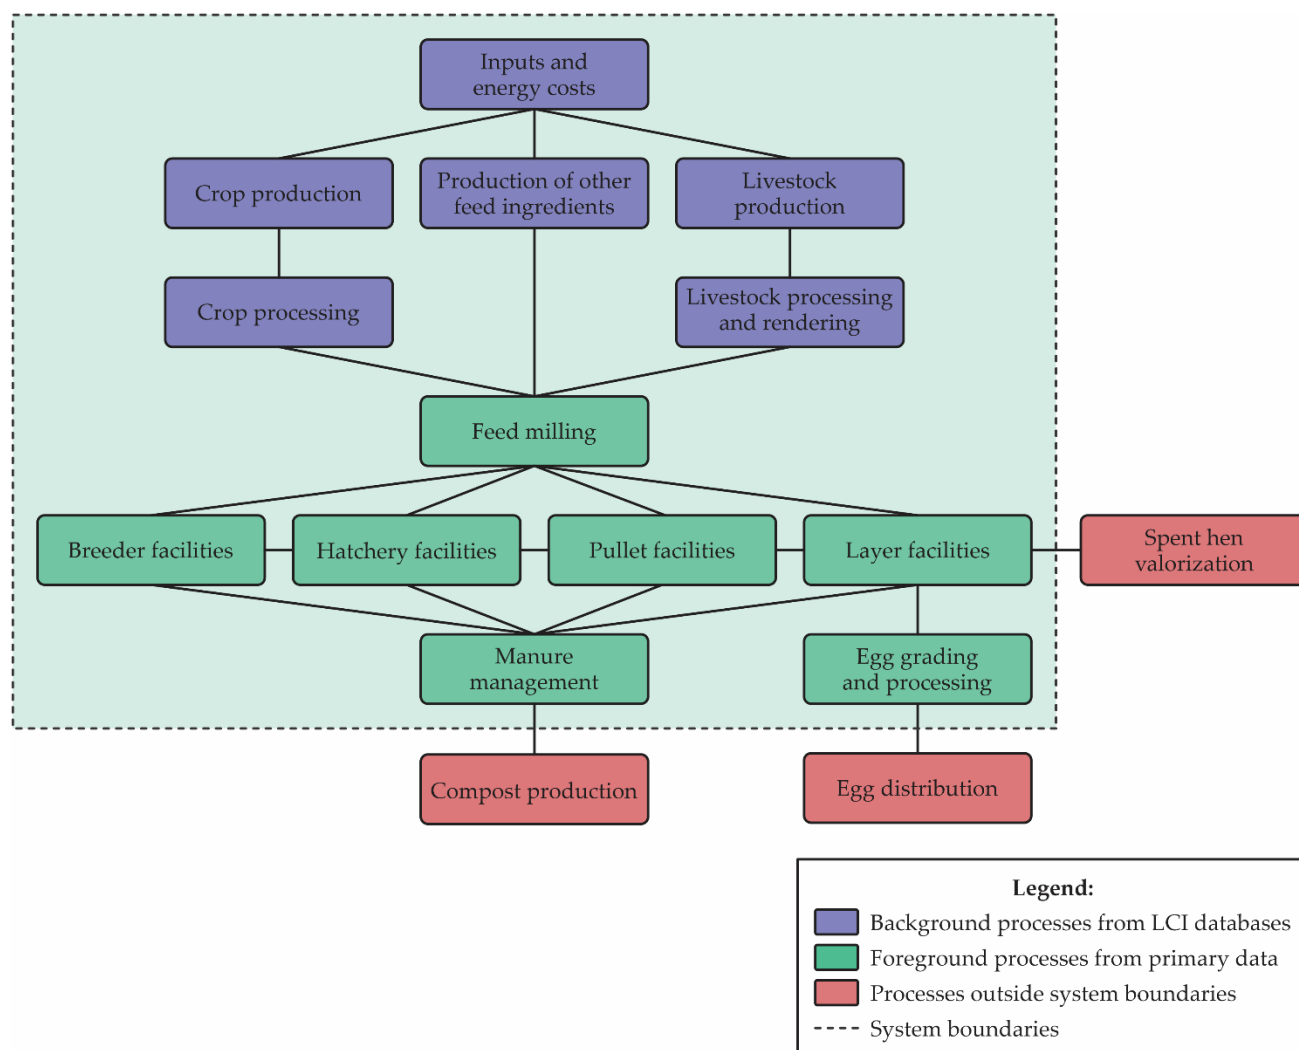 Inputs and
energy costs
Crop production
Production of other
feed ingredients
Livestock
production
Crop processing
Livestock processing
and rendering
Feed milling
Breeder facilities
Hatchery facilities
Pullet facilities
Layer facilities
Spent hen
valorization
Manure
management
Egg grading
and processing
Compost production
Egg distribution
Legend:
Background processes from LCI databases
Foreground processes from primary data
Processes outside system boundaries
System boundaries